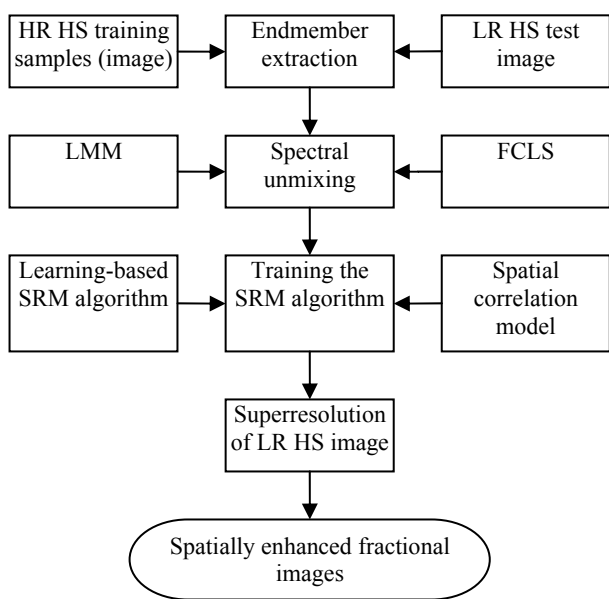 HR HS training
samples (image)
Endmember
extraction
LR HS test
image
LMM
Spectral
unmixing
FCLS
Learning-based
SRM algorithm
Training the
SRM algorithm
Spatial
correlation
model
Superresolution
of LR HS image
Spatially enhanced fractional
images